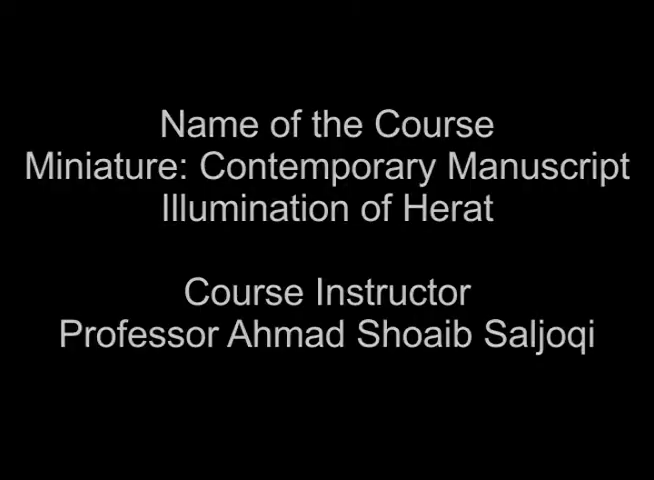 Name of the Course
Miniature: Contemporary Manuscript
Illumination of Herat
Course Instructor
Professor Ahmad Shoaib Saljoqi